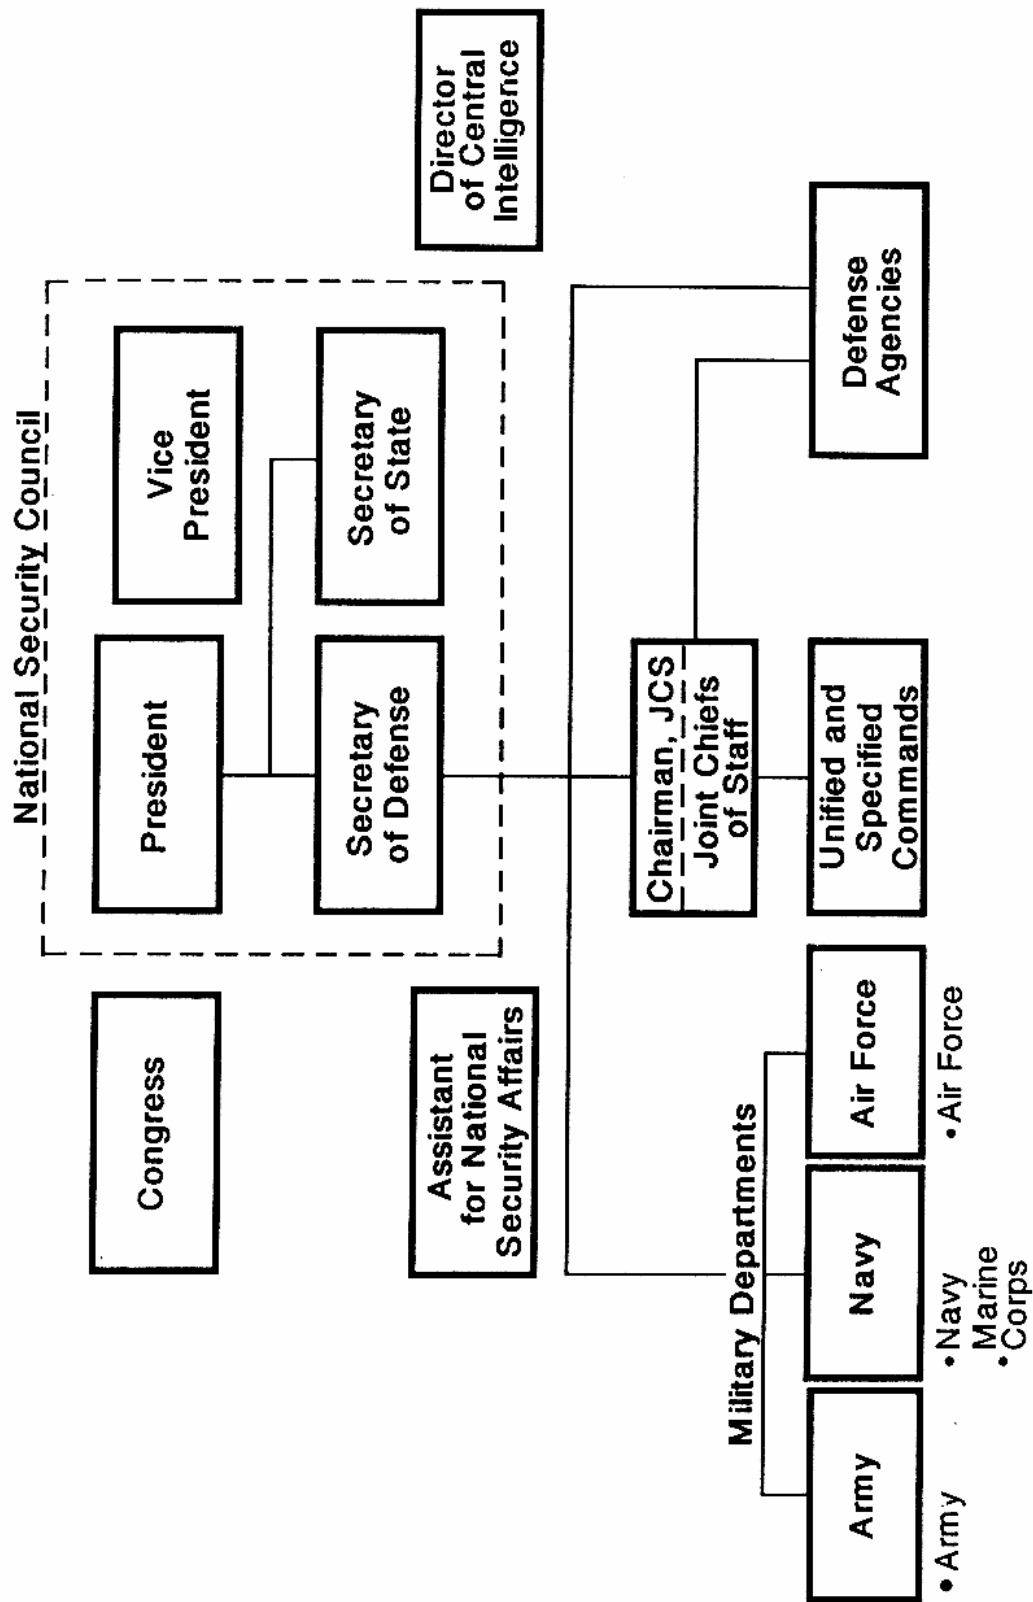 National Security Council
Congress
President
Vice
President
Secretary
of Defense
Secretary
of State
Assistant
for National
Security Affairs
Director
of Central
Intelligence
Chairman, JCS
Joint Chiefs
of Staff
Military Departments
Army
Navy
Air Force
Unified and
Specified
Commands
Defense
Agencies
•Army
•Navy
Marine
•Corps
•Air Force